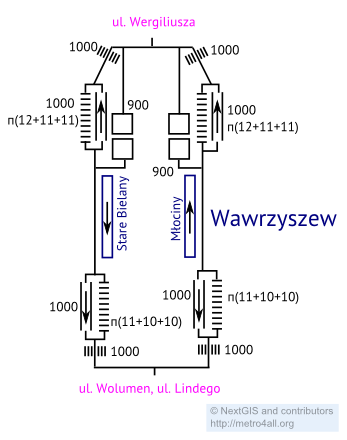 ul. Wergiliusza
1000
1000
1000
п(12+11+11)
900
1000
п(12+11+11)
900
Stare Bielany
Młociny
Wawrzyszew
1000
п(11+10+10)
1000
п(11+10+10)
1000
1000
ul. Wolumen, ul. Lindego
© NextGIS and contributors
http://metro4all.org